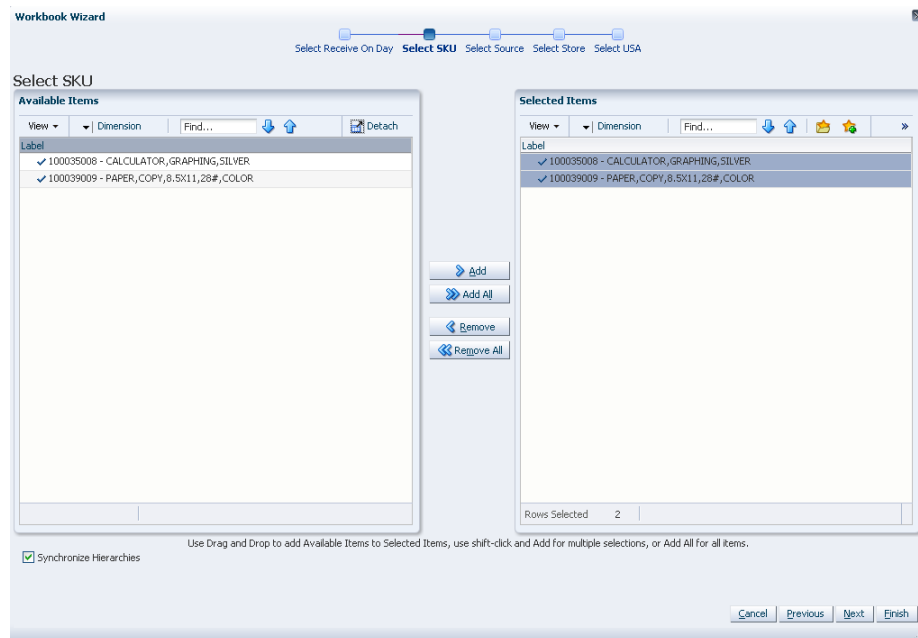 Workbook Wizard
Select Receive On Day Select SKU Select Source Select Store Select USA
Select SKU
Available Items
View Dimension Find... Detach
Label
100035008 - CALCULATOR,GRAPHING,SILVER
100039009 - PAPER,COPY,8.5X11,28#,COLOR
Add
Add All
Remove
Remove All
Selected Items
View Dimension Find... »
Label
100035008 - CALCULATOR,GRAPHING,SILVER
100039009 - PAPER,COPY,8.5X11,28#,COLOR
Rows Selected 2
Use Drag and Drop to add Available Items to Selected Items, use shift-click and Add for multiple selections, or Add All for all items.
Synchronize Hierarchies
Cancel Previous Next Finish